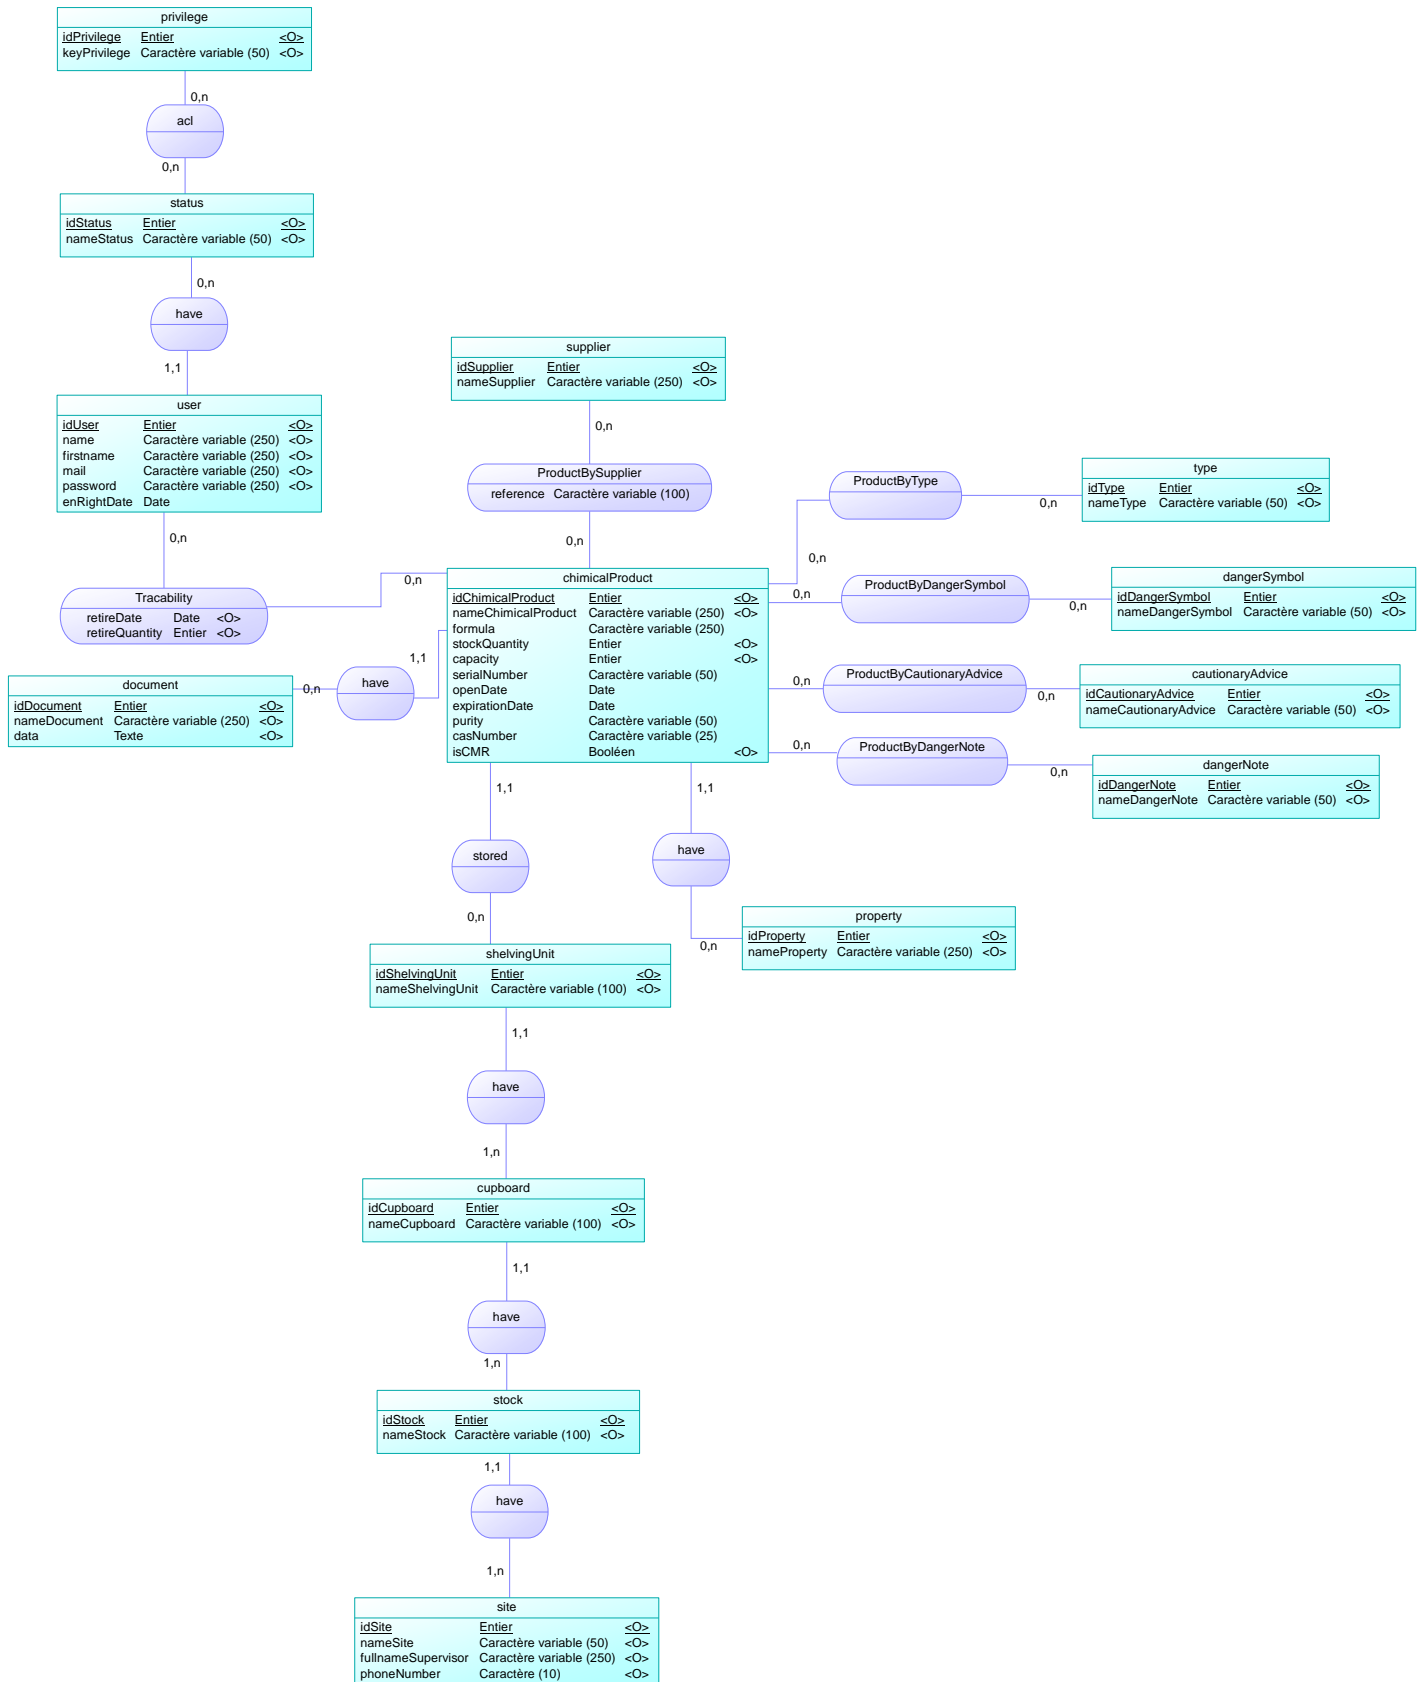 privilege
idPrivilege Entier <O>
keyPrivilege Caractère variable (50) <O>
0,n
acl
0,n
status
idStatus Entier <O>
nameStatus Caractère variable (50) <O>
0,n
have
1,1
user
idUser Entier <O>
name Caractère variable (250) <O>
firstname Caractère variable (250) <O>
mail Caractère variable (250) <O>
password Caractère variable (250) <O>
enRightDate Date
0,n
Tracability
retireDate Date <O>
retireQuantity Entier <O>
0,n
supplier
idSupplier Entier <O>
nameSupplier Caractère variable (250) <O>
0,n
ProductBySupplier
reference Caractère variable (100)
0,n
chimicalProduct
idChimicalProduct Entier <O>
nameChimicalProduct Caractère variable (250) <O>
formula Caractère variable (250)
stockQuantity Entier <O>
capacity Entier <O>
serialNumber Caractère variable (50)
openDate Date
expirationDate Date
purity Caractère variable (50)
casNumber Caractère variable (25)
isCMR Booléen <O>
1,1
have
0,n
document
idDocument Entier <O>
nameDocument Caractère variable (250) <O>
data Texte <O>
0,n
ProductByType
0,n
type
idType Entier <O>
nameType Caractère variable (50) <O>
0,n
ProductByDangerSymbol
0,n
dangerSymbol
idDangerSymbol Entier <O>
nameDangerSymbol Caractère variable (50) <O>
0,n
ProductByCautionaryAdvice
0,n
cautionaryAdvice
idCautionaryAdvice Entier <O>
nameCautionaryAdvice Caractère variable (50) <O>
0,n
ProductByDangerNote
0,n
dangerNote
idDangerNote Entier <O>
nameDangerNote Caractère variable (50) <O>
1,1
have
0,n
property
idProperty Entier <O>
nameProperty Caractère variable (250) <O>
1,1
stored
0,n
shelvingUnit
idShelvingUnit Entier <O>
nameShelvingUnit Caractère variable (100) <O>
1,1
have
1,n
cupboard
idCupboard Entier <O>
nameCupboard Caractère variable (100) <O>
1,1
have
1,n
stock
idStock Entier <O>
nameStock Caractère variable (100) <O>
1,1
have
1,n
site
idSite Entier <O>
nameSite Caractère variable (50) <O>
fullnameSupervisor Caractère variable (250) <O>
phoneNumber Caractère (10) <O>